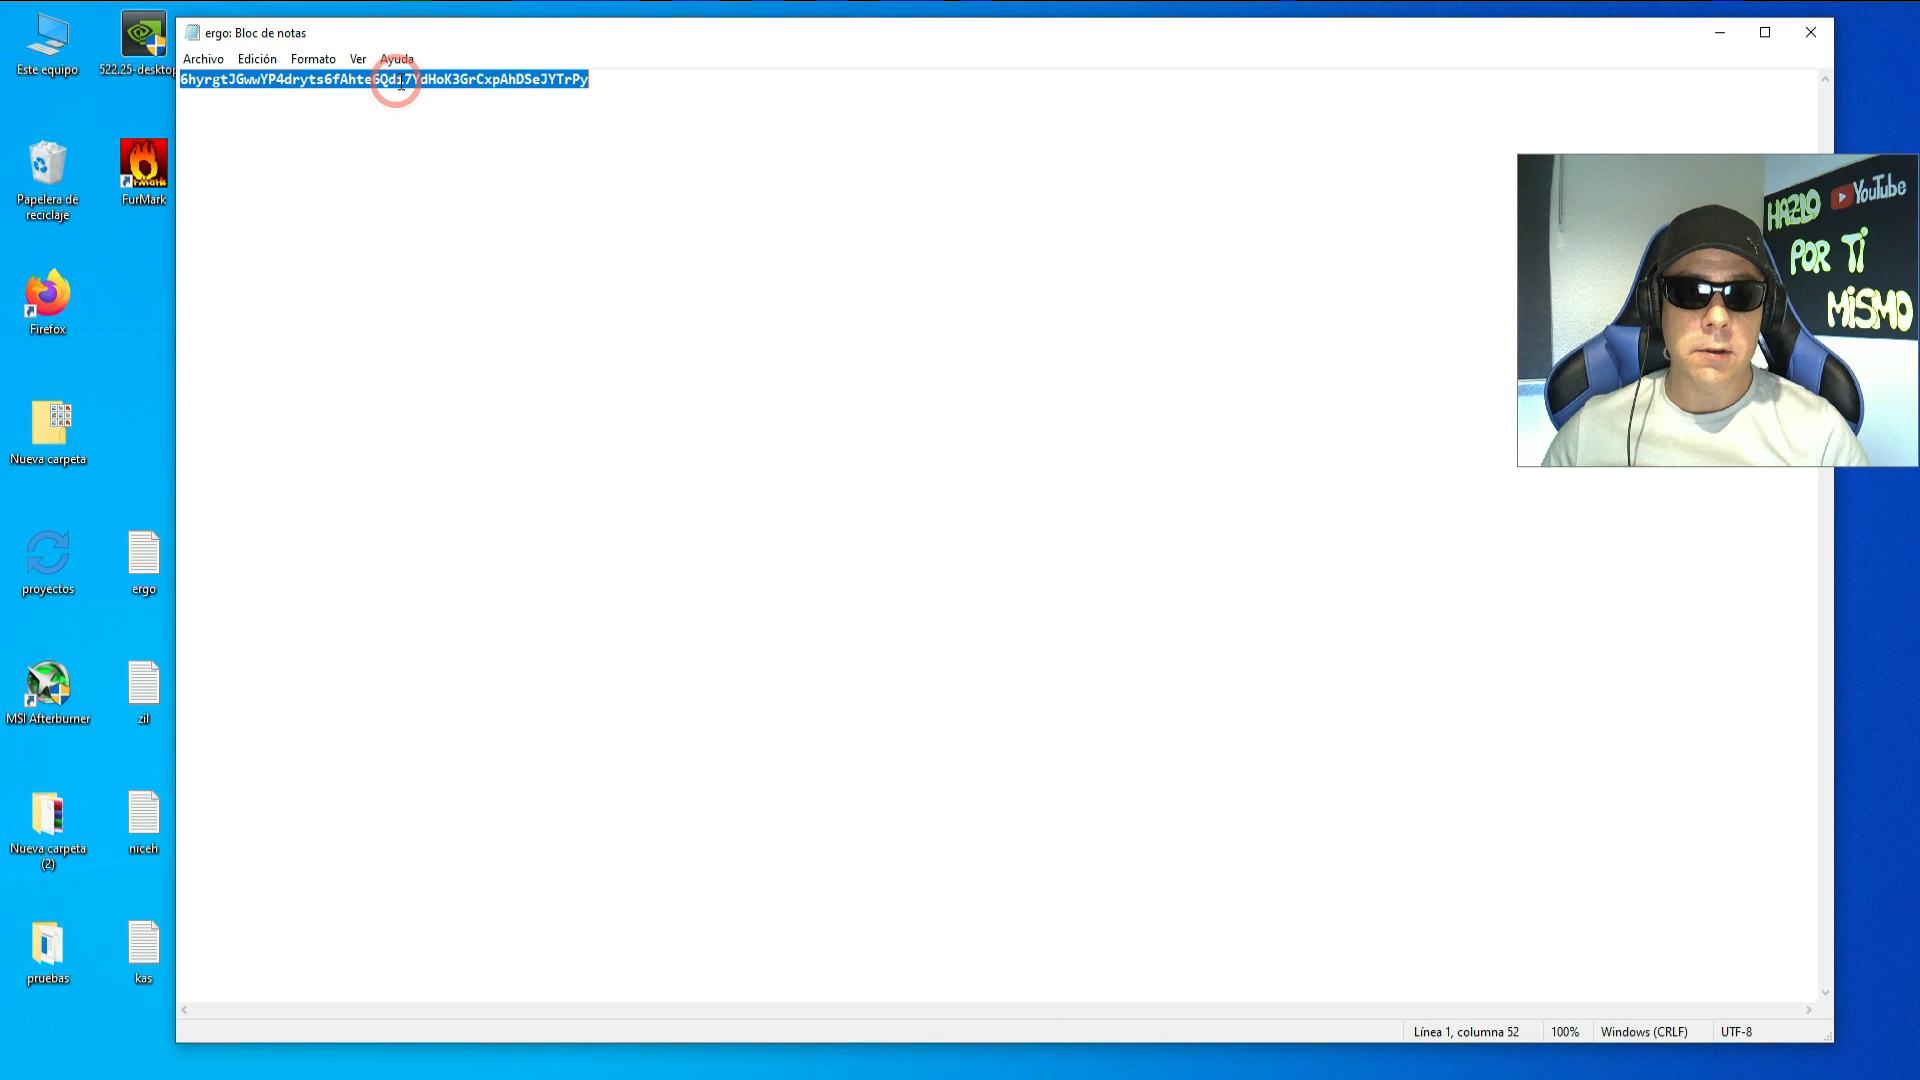 ergo: Bloc de notas
Archivo Edición Formato Ver Ayuda
6hyrgtJGwwYP4dryts6fAhte6Qdi7YdHoK3GrCxpAhDSeJYTrPy
Este equipo
522.25-desktop
Papelera de
reciclaje
FurMark
Firefox
Nueva carpeta
proyectos
ergo
MSI Afterburner
zil
Nueva carpeta
(2)
niceh
pruebas
kas
HAZLO
YouTube
POR TI
MISMO
Línea 1, columna 52 100% Windows (CRLF) UTF-8